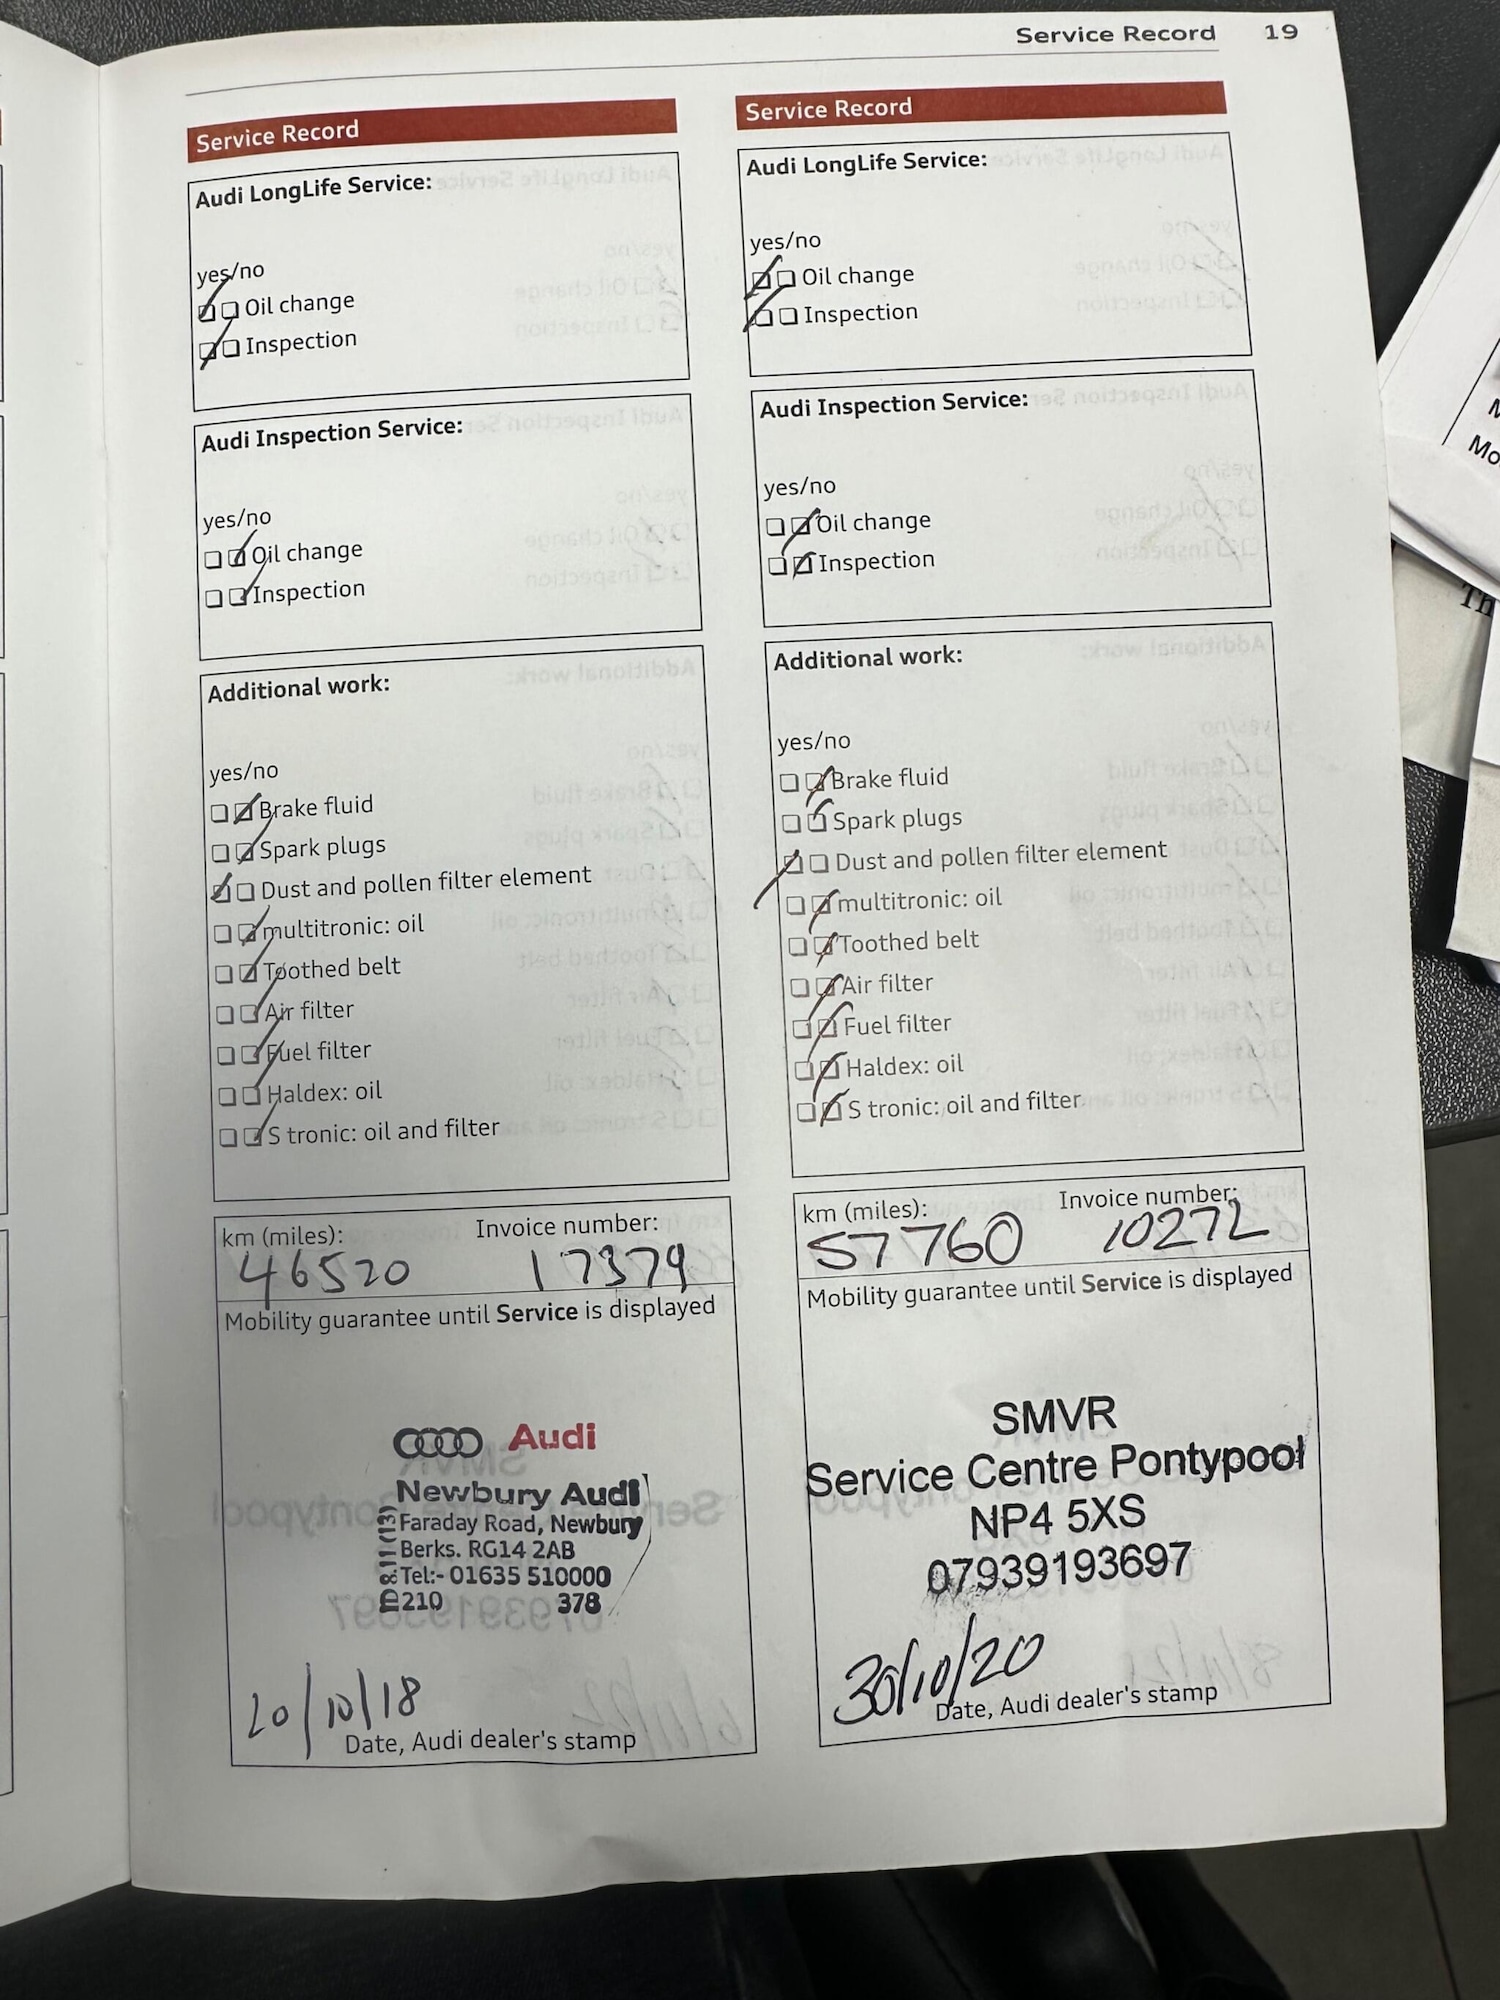 Service Record 19
Service Record
Audi LongLife Service:
yes/no
Oil change
Inspection
Audi Inspection Service:
yes/no
Oil change
Inspection
Additional work:
yes/no
Brake fluid
Spark plugs
Dust and pollen filter element
multitronic: oil
Toothed belt
Air filter
Fuel filter
Haldex: oil
S tronic: oil and filter
km (miles): Invoice number:
46520 17379
Mobility guarantee until Service is displayed
Audi
Newbury Audi
Faraday Road, Newbury
Berks. RG14 2AB
Tel:- 01635 510000
210 378
20/10/18
Date, Audi dealer's stamp
Service Record
Audi LongLife Service:
yes/no
Oil change
Inspection
Audi Inspection Service:
yes/no
Oil change
Inspection
Additional work:
yes/no
Brake fluid
Spark plugs
Dust and pollen filter element
multitronic: oil
Toothed belt
Air filter
Fuel filter
Haldex: oil
S tronic: oil and filter
km (miles): Invoice number:
57760 10272
Mobility guarantee until Service is displayed
SMVR
Service Centre Pontypool
NP4 5XS
07939193697
30/10/20
Date, Audi dealer's stamp
Mo
Th